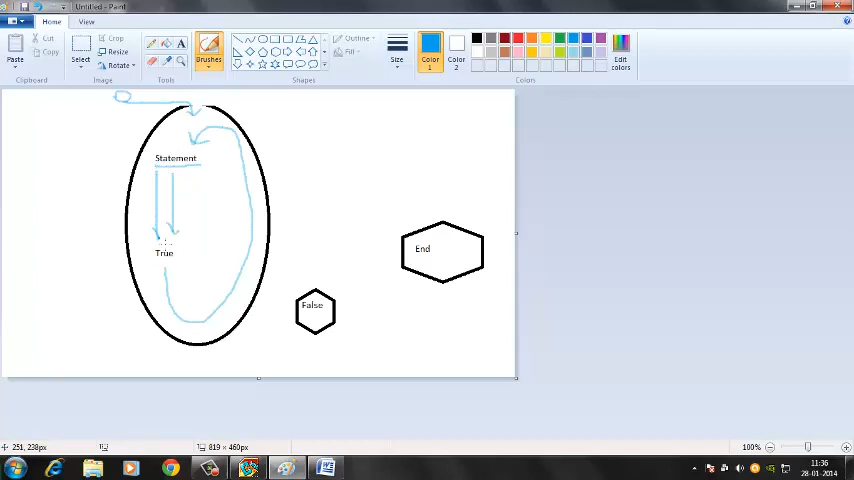 Untitled - Paint
Home
View
Cut
Copy
Paste
Clipboard
Crop
Resize
Rotate
Select
Image
Tools
Brushes
Outline
Fill
Shapes
Size
Color 1
Color 2
Edit colors
Colors
Statement
True
False
End
251, 238px
819 × 460px
100%
11:36
28-01-2014